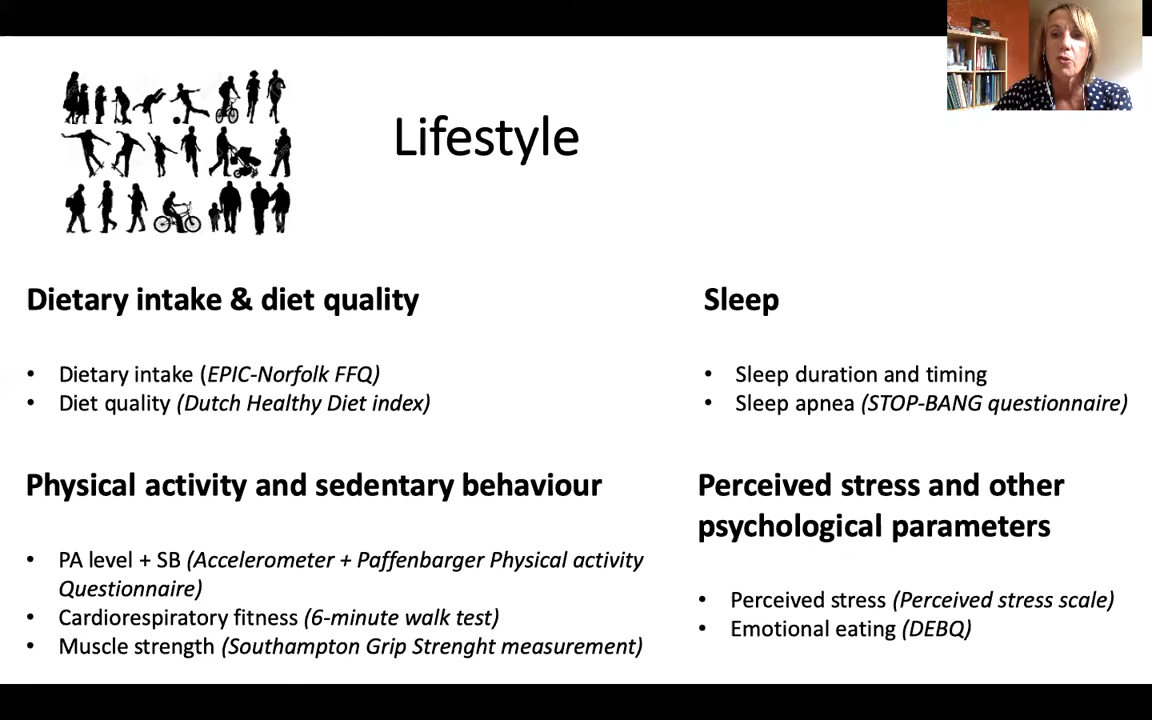 Lifestyle
Dietary intake & diet quality
• Dietary intake (EPIC-Norfolk FFQ)
• Diet quality (Dutch Healthy Diet index)
Physical activity and sedentary behaviour
• PA level + SB (Accelerometer + Paffenbarger Physical activity
Questionnaire)
• Cardiorespiratory fitness (6-minute walk test)
• Muscle strength (Southampton Grip Strenght measurement)
Sleep
• Sleep duration and timing
• Sleep apnea (STOP-BANG questionnaire)
Perceived stress and other
psychological parameters
• Perceived stress (Perceived stress scale)
• Emotional eating (DEBQ)